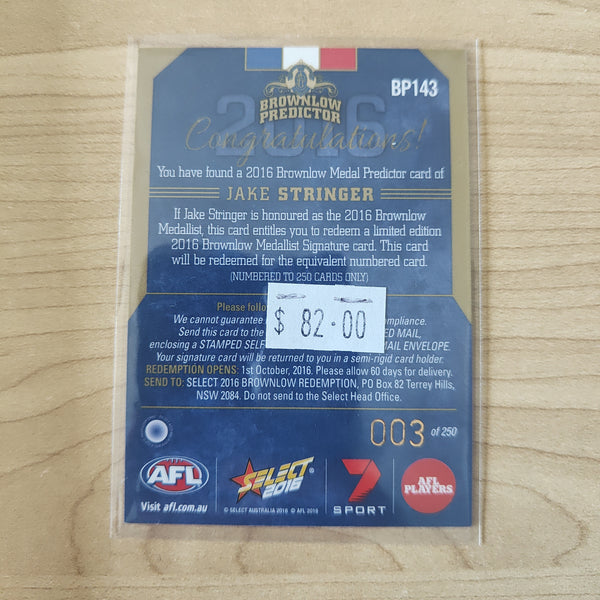 BP143
2016
BROWNLOW
PREDICTOR
Congratulations!
You have found a 2016 Brownlow Medal Predictor card of
JAKE STRINGER
If Jake Stringer is honoured as the 2016 Brownlow
Medallist, this card entitles you to redeem a limited edition
2016 Brownlow Medallist Signature card. This card
will be redeemed for the equivalent numbered card.
(NUMBERED TO 250 CARDS ONLY)
Please follo
We cannot guarantee mpliance.
Send this card to the ED MAIL,
enclosing a STAMPED SELF MAIL ENVELOPE.
$ 82.00
Your signature card will be returned to you in a semi-rigid card holder.
REDEMPTION OPENS: 1st October, 2016. Please allow 60 days for delivery.
SEND TO: SELECT 2016 BROWNLOW REDEMPTION, PO Box 82 Terrey Hills,
NSW 2084. Do not send to the Select Head Office.
003 of 250
AFL
Visit afl.com.au
SELECT®
2016
© SELECT AUSTRALIA 2016 © AFL 2016
7
SPORT
AFL
PLAYERS